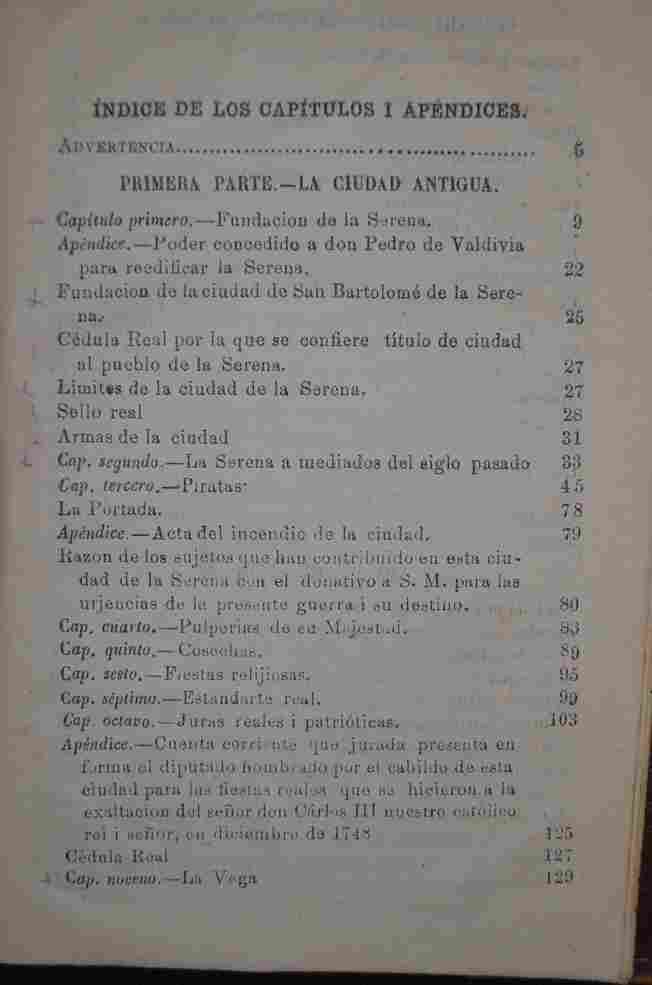 ÍNDICE DE LOS CAPÍTULOS I APÉNDICES.
ADVERTENCIA................................................ 5
PRIMERA PARTE.—LA CIUDAD ANTIGUA.
Capítulo primero.—Fundacion de la Serena. 9
Apéndice.—Poder concedido a don Pedro de Valdivia
para reedificar la Serena. 22
Fundacion de la ciudad de San Bartolomé de la Sere-
na. 25
Cédula Real por la que se confiere título de ciudad
al pueblo de la Serena. 27
Límites de la ciudad de la Serena. 27
Sello real 28
Armas de la ciudad 31
Cap. segundo.—La Serena a mediados del siglo pasado 33
Cap. tercero.—Piratas 45
La Portada. 78
Apéndice.—Acta del incendio de la ciudad. 79
Razon de los sujetos que han contribuido en esta ciu-
dad de la Serena con el donativo a S. M. para las
urjencias de la presente guerra i su destino. 80
Cap. cuarto.—Pulperias de su Majestad. 83
Cap. quinto.—Cosechas. 89
Cap. sesto.—Fiestas relijiosas. 95
Cap. séptimo.—Estandarte real. 99
Cap. octavo.—Juras reales i patrióticas. 103
Apéndice.—Cuenta corriente que jurada presenta en
forma el diputado nombrado por el cabildo de esta
ciudad para las fiestas reales que se hicieron a la
exaltacion del señor don Cárlos III nuestro católico
rei i señor, en diciembre de 1748 125
Cédula Real 127
Cap. noveno.—La Vega 129